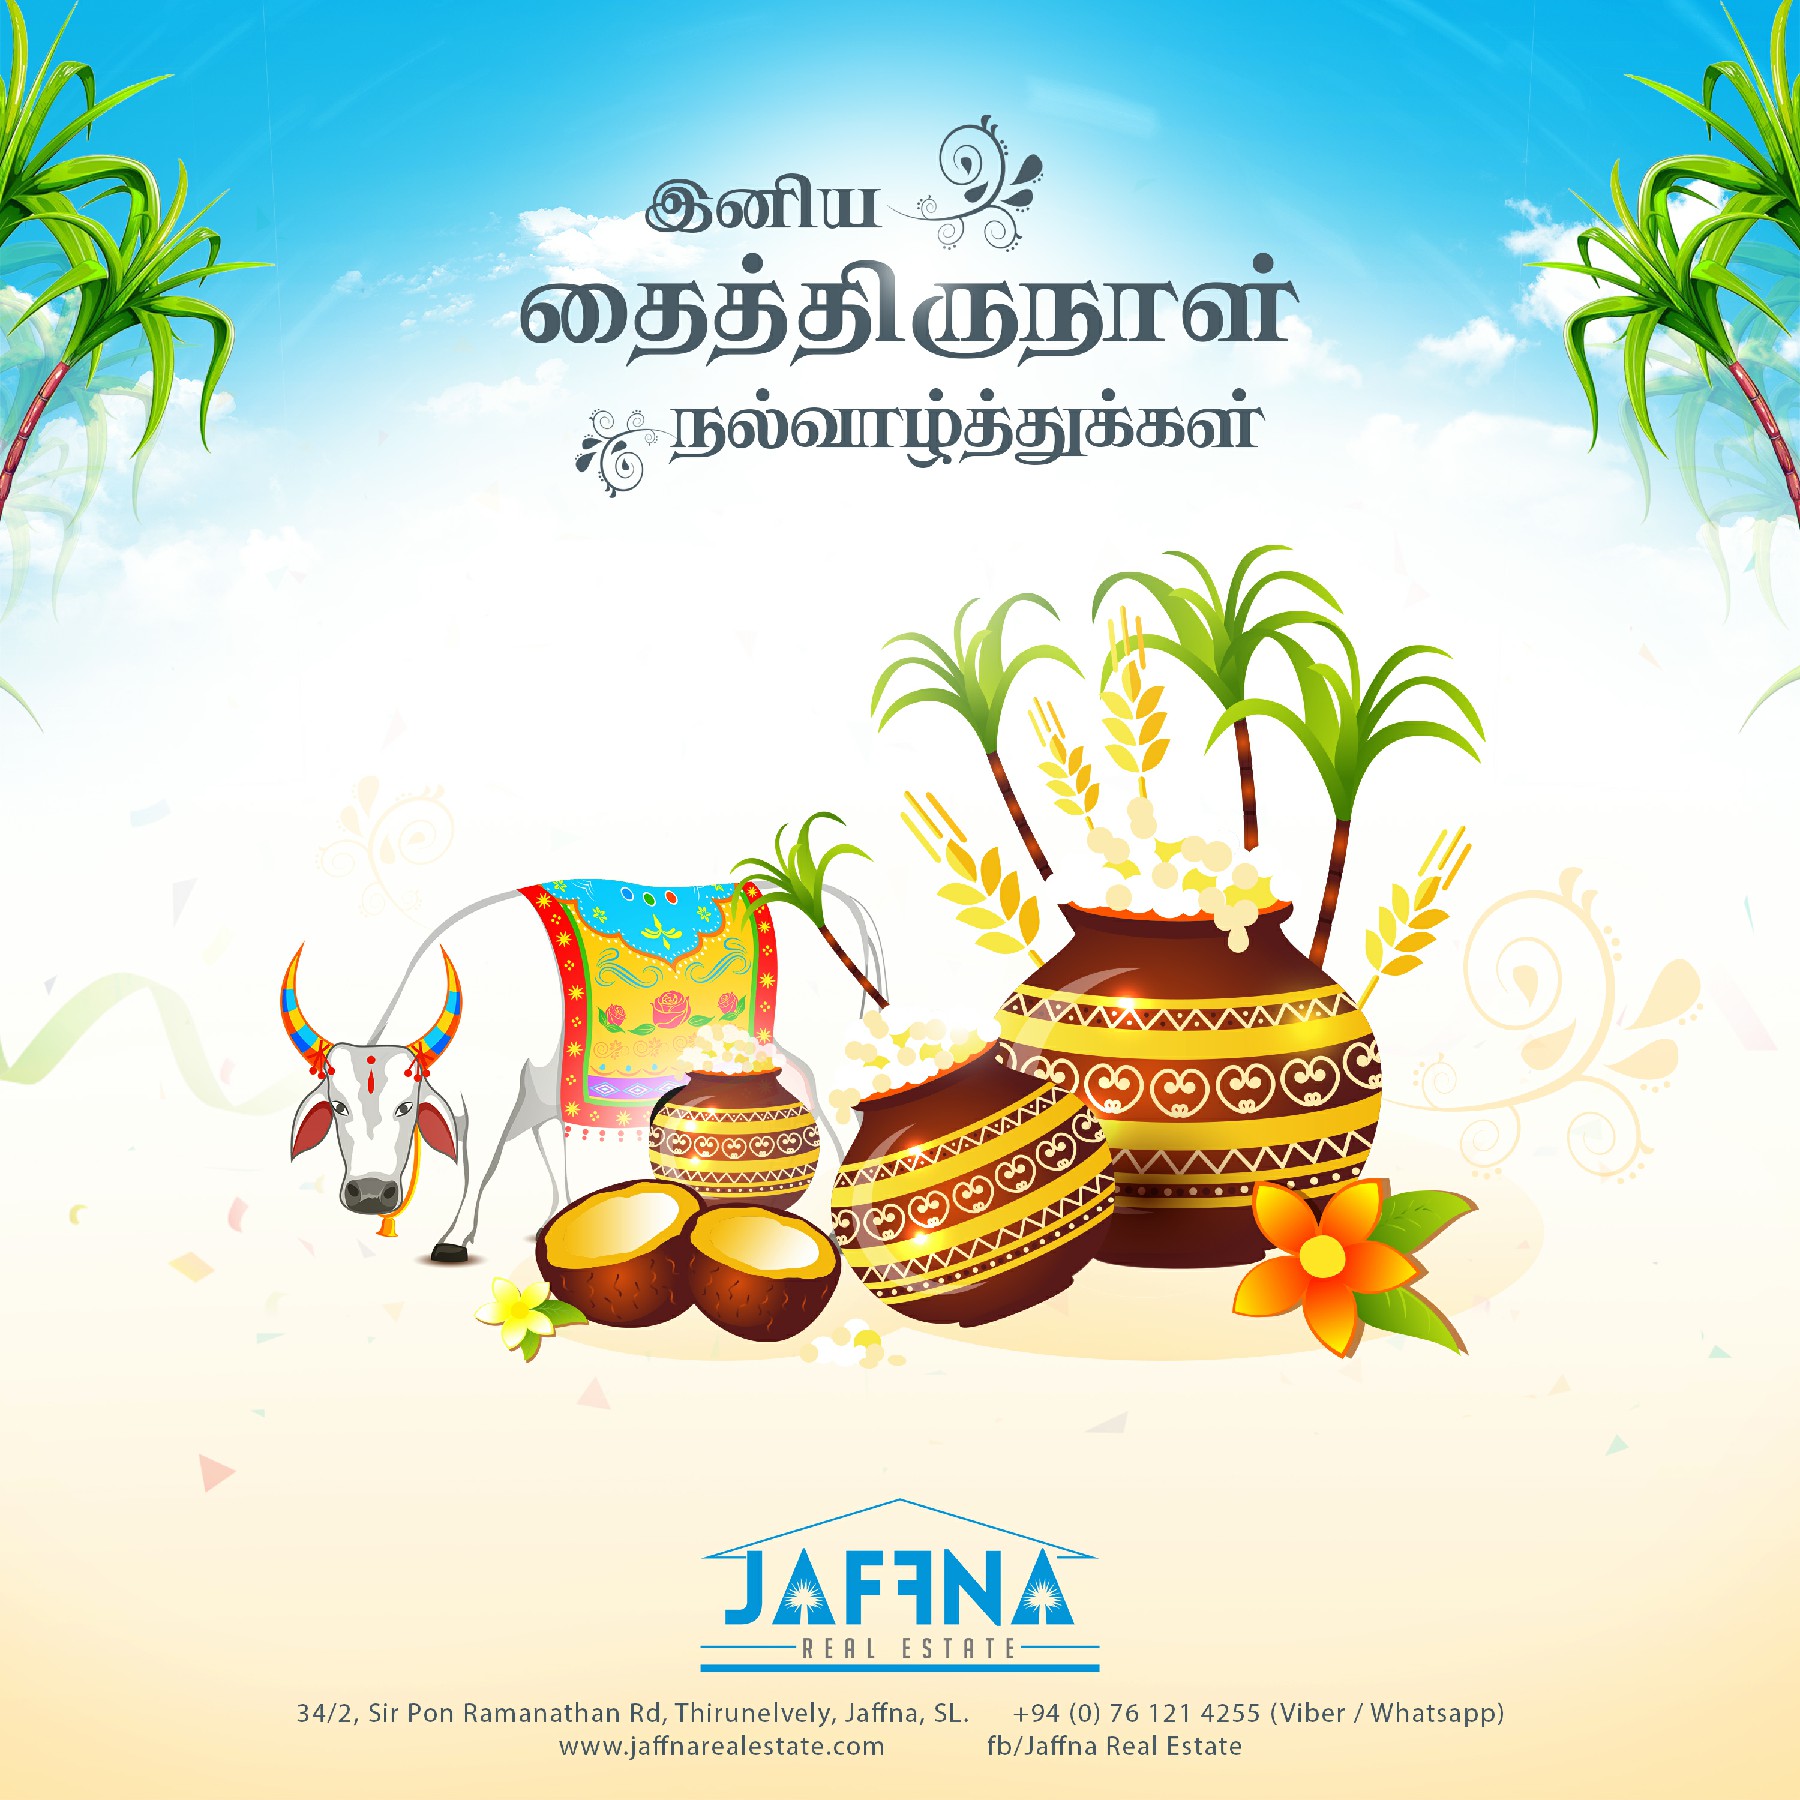 இனிய
தைத்திருநாள்
நல்வாழ்த்துக்கள்
JAFFNA
REAL ESTATE
34/2, Sir Pon Ramanathan Rd, Thirunelvely, Jaffna, SL. +94 (0) 76 121 4255 (Viber / Whatsapp)
www.jaffnarealestate.com fb/Jaffna Real Estate